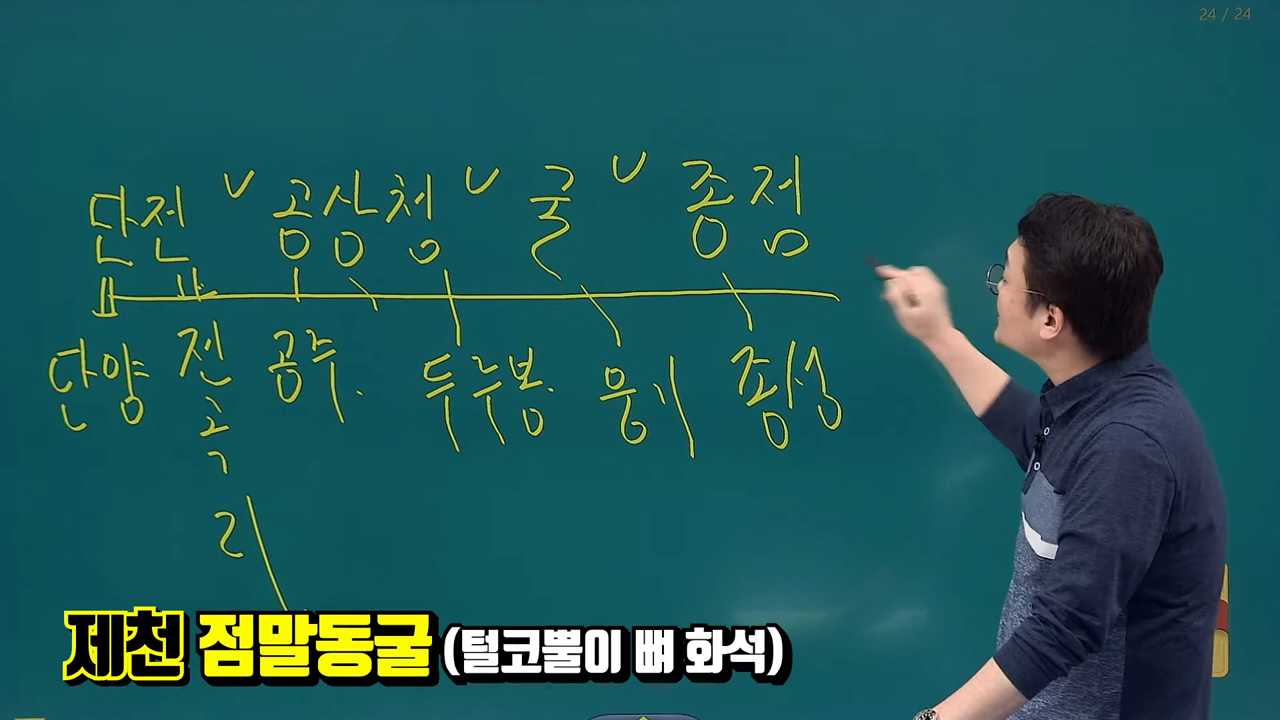 24 / 24
단전 ∨ 공상청 ∨ 굴 ∨ 종점
단양 전곡리 공주. 두루봉. 웅기 종성
제천 점말동굴 (털코뿔이 뼈 화석)